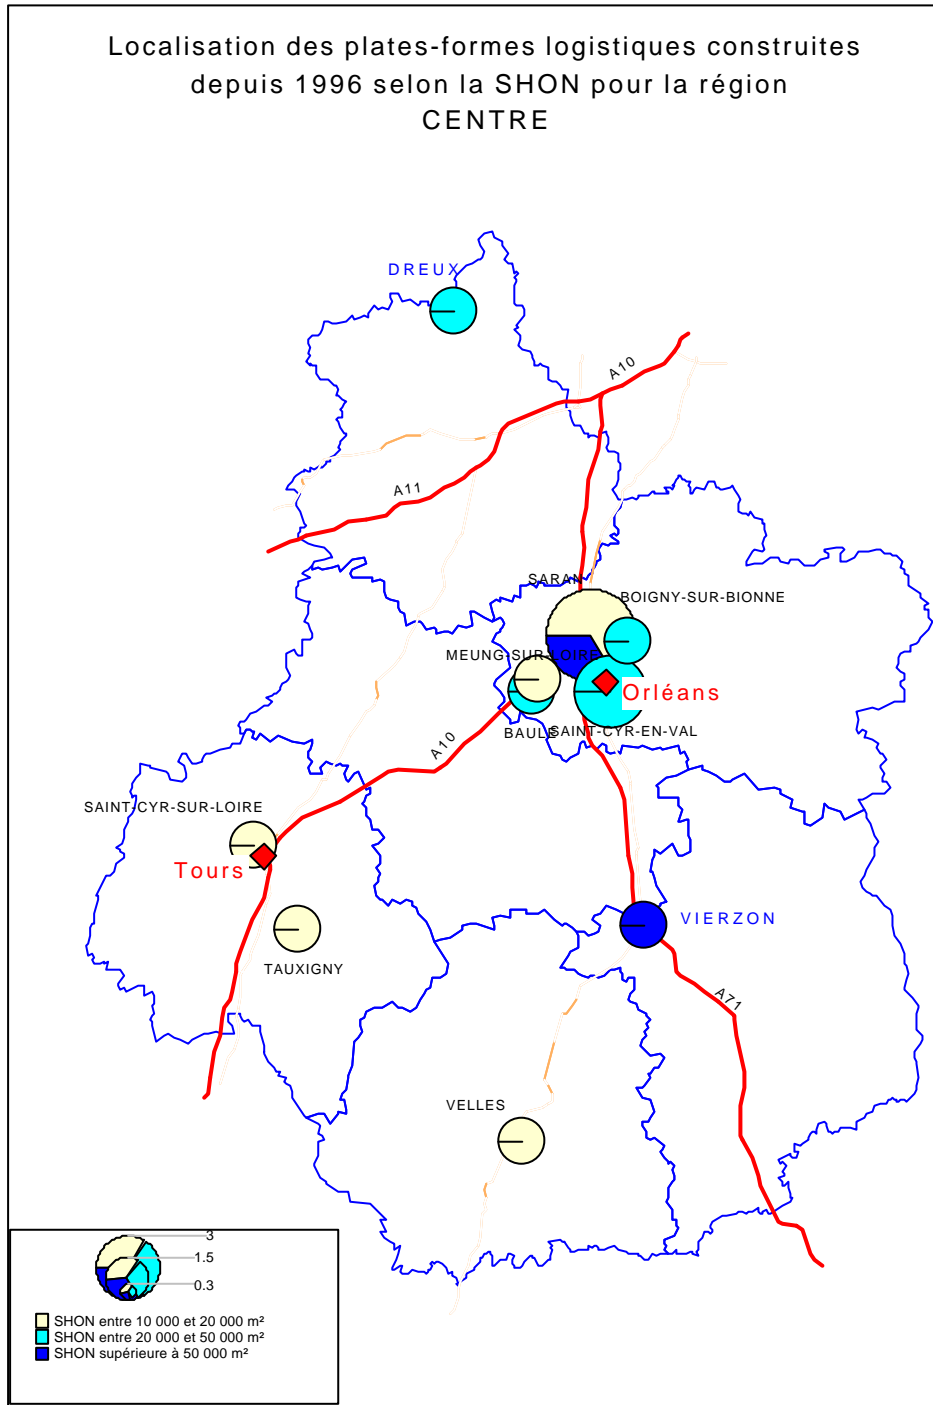 Localisation des plates-formes logistiques construites
depuis 1996 selon la SHON pour la région
CENTRE
DREUX
A10
A11
SARAN
BOIGNY-SUR-BIONNE
MEUNG-SUR-LOIRE
Orléans
BAULE
SAINT-CYR-EN-VAL
A10
SAINT-CYR-SUR-LOIRE
Tours
VIERZON
TAUXIGNY
A71
VELLES
3
1.5
0.3
SHON entre 10 000 et 20 000 m²
SHON entre 20 000 et 50 000 m²
SHON supérieure à 50 000 m²